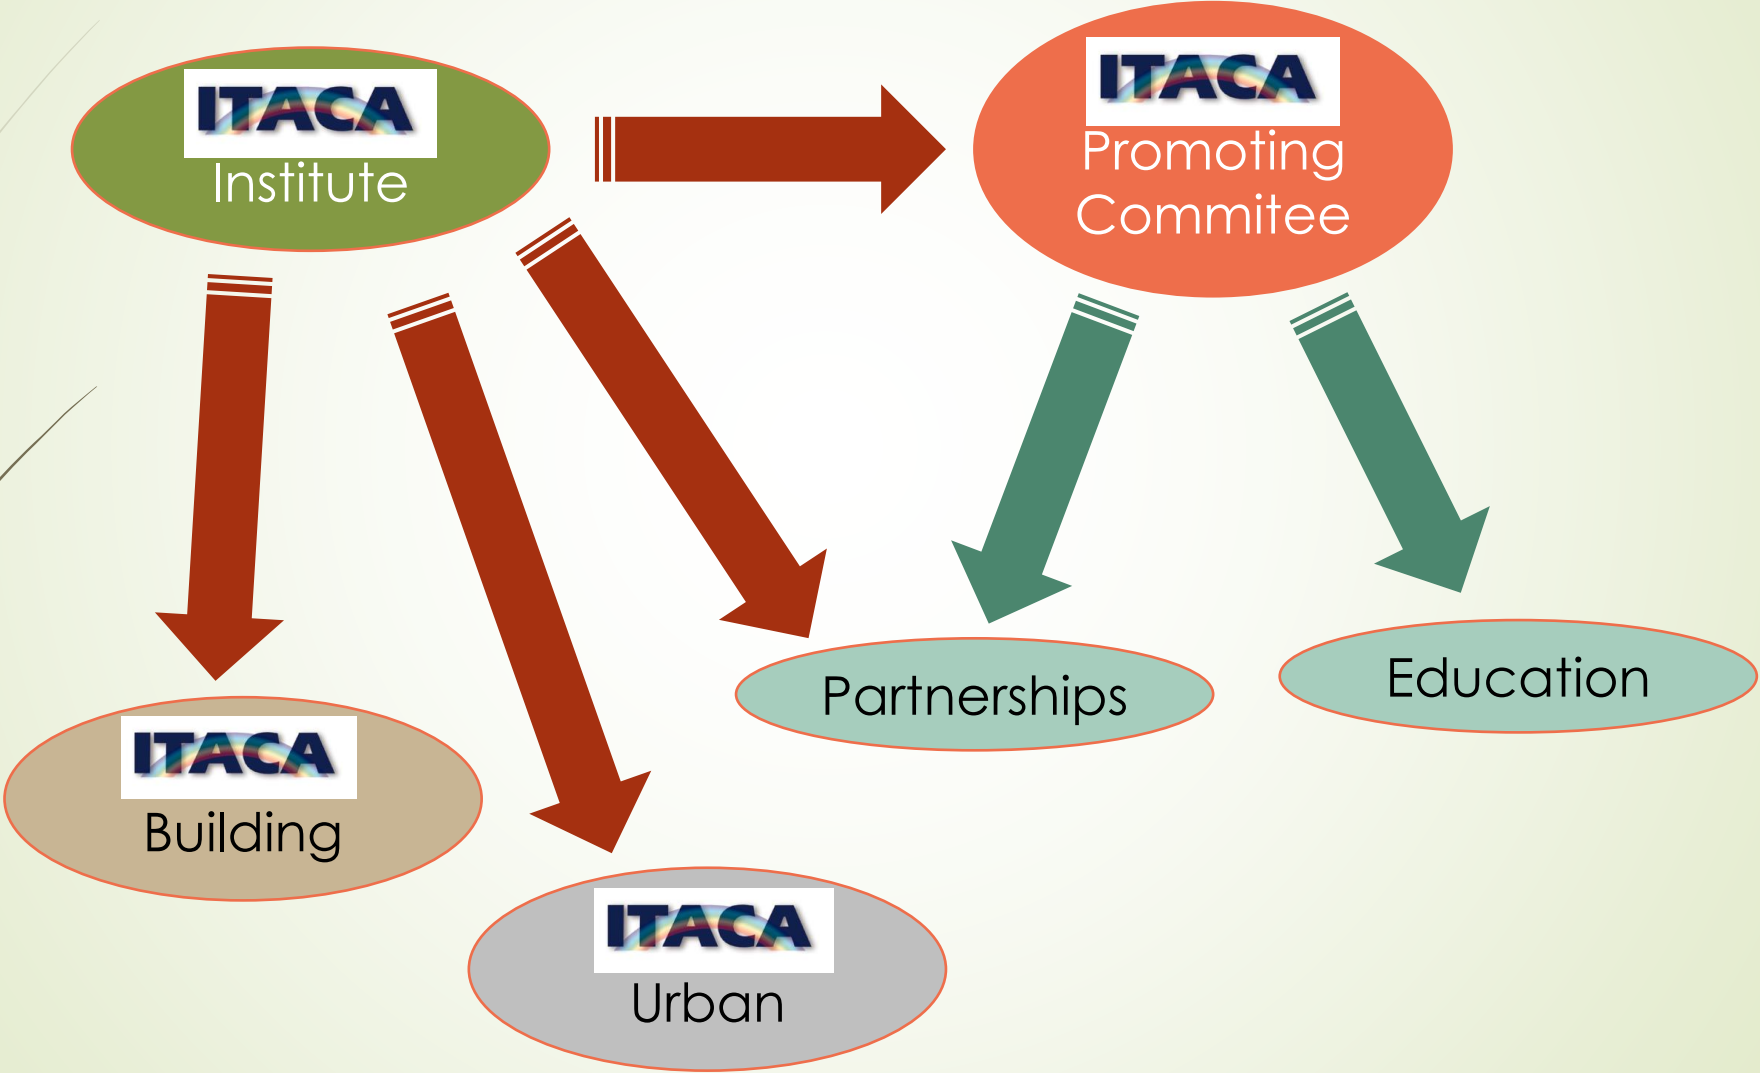 ITACA
Institute
ITACA
Promoting
Commitee
Partnerships
Education
ITACA
Building
ITACA
Urban